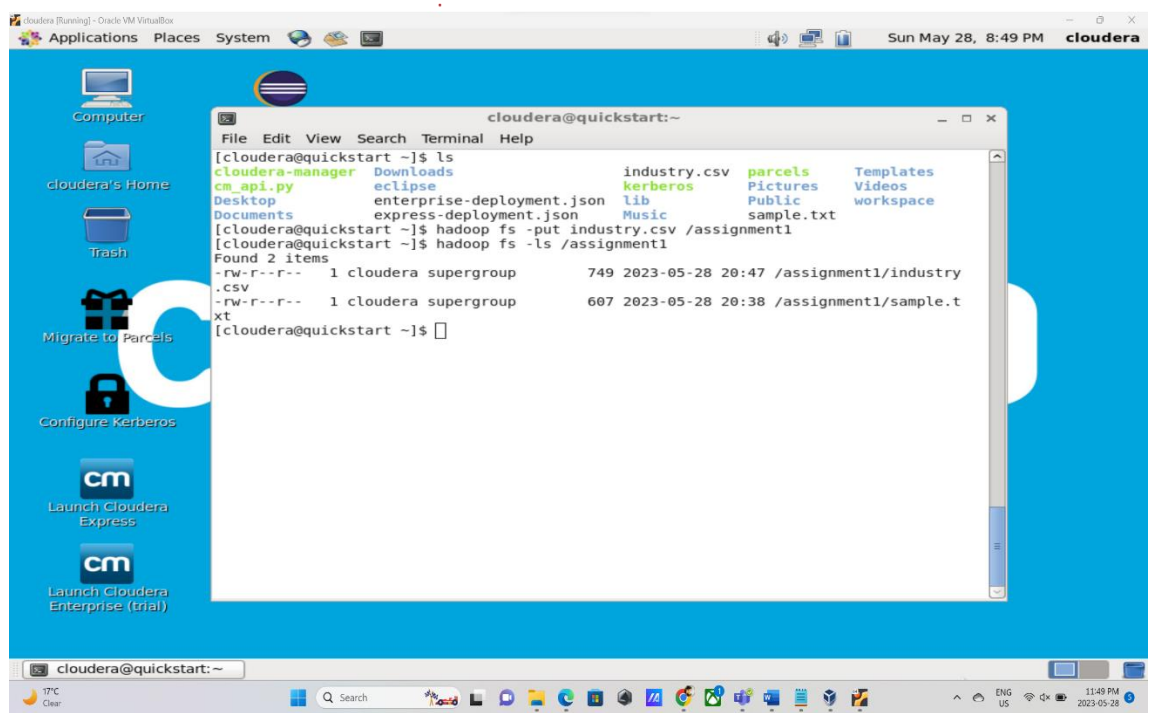 cloudera [Running] - Oracle VM VirtualBox
Applications Places System Sun May 28, 8:49 PM cloudera
Computer
cloudera's Home
Trash
Migrate to Parcels
Configure Kerberos
cm
Launch Cloudera
Express
cm
Launch Cloudera
Enterprise (trial)
cloudera@quickstart:~
File Edit View Search Terminal Help
[cloudera@quickstart ~]$ ls
cloudera-manager Downloads industry.csv parcels Templates
cm_api.py eclipse kerberos Pictures Videos
Desktop enterprise-deployment.json lib Public workspace
Documents express-deployment.json Music sample.txt
[cloudera@quickstart ~]$ hadoop fs -put industry.csv /assignment1
[cloudera@quickstart ~]$ hadoop fs -ls /assignment1
Found 2 items
-rw-r--r-- 1 cloudera supergroup 749 2023-05-28 20:47 /assignment1/industry
.csv
-rw-r--r-- 1 cloudera supergroup 607 2023-05-28 20:38 /assignment1/sample.t
xt
[cloudera@quickstart ~]$
cloudera@quickstart:~
17°C
Clear
Search
ENG
US
11:49 PM
2023-05-28
5